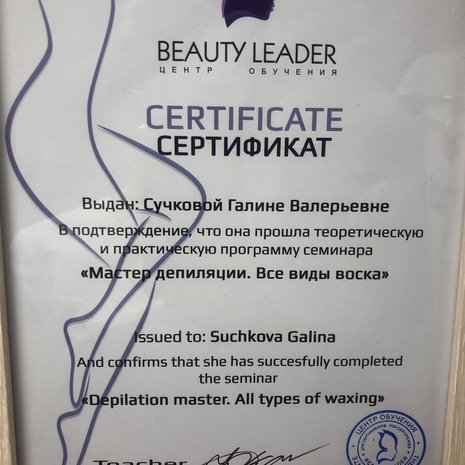 BEAUTY LEADER
ЦЕНТР ОБУЧЕНИЯ
CERTIFICATE
СЕРТИФИКАТ
Выдан: Сучковой Галине Валерьевне
В подтверждение, что она прошла теоретическую
и практическую программу семинара
«Мастер депиляции. Все виды воска»
Issued to: Suchkova Galina
And confirms that she has succesfully completed
the seminar
«Depilation master. All types of waxing»
Teacher
ЦЕНТР ОБУЧЕНИЯ